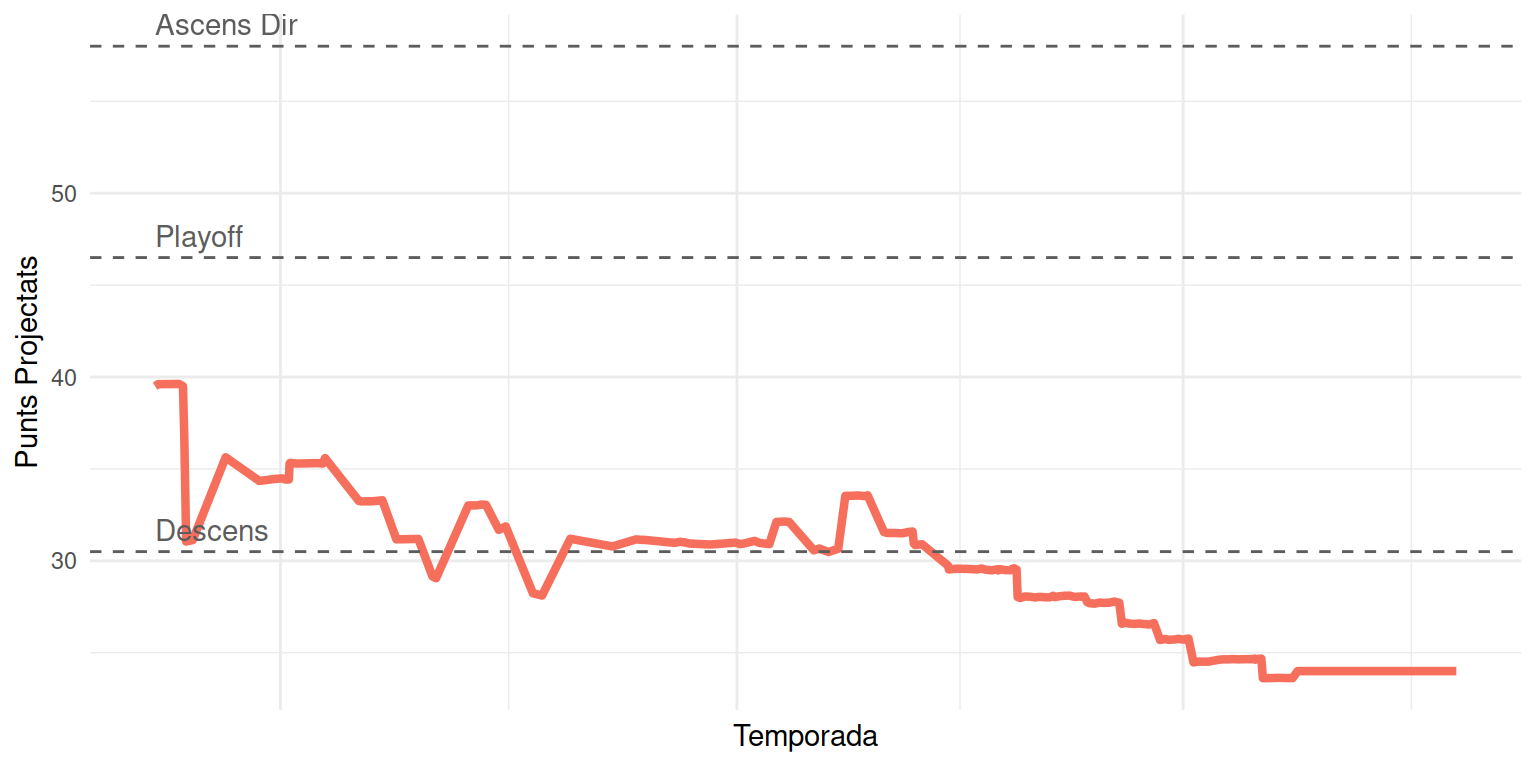 Ascens Dir
50
Playoff
40
Descens
30
Punts Projectats
Temporada